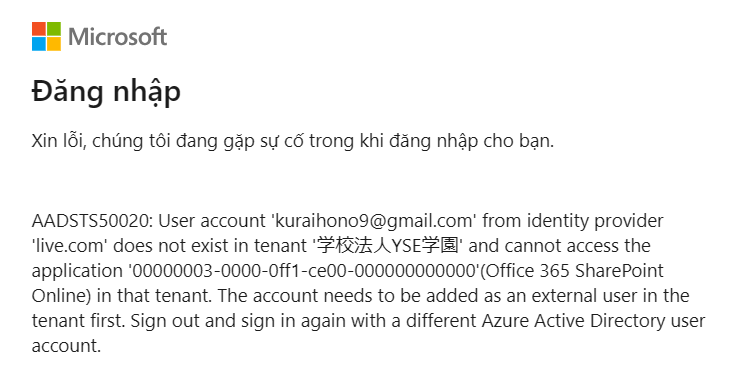 Microsoft
Đăng nhập
Xin lỗi, chúng tôi đang gặp sự cố trong khi đăng nhập cho bạn.
AADSTS50020: User account 'kuraihono9@gmail.com' from identity provider
'live.com' does not exist in tenant '学校法人YSE学園' and cannot access the
application '00000003-0000-0ff1-ce00-000000000000'(Office 365 SharePoint
Online) in that tenant. The account needs to be added as an external user in the
tenant first. Sign out and sign in again with a different Azure Active Directory user
account.